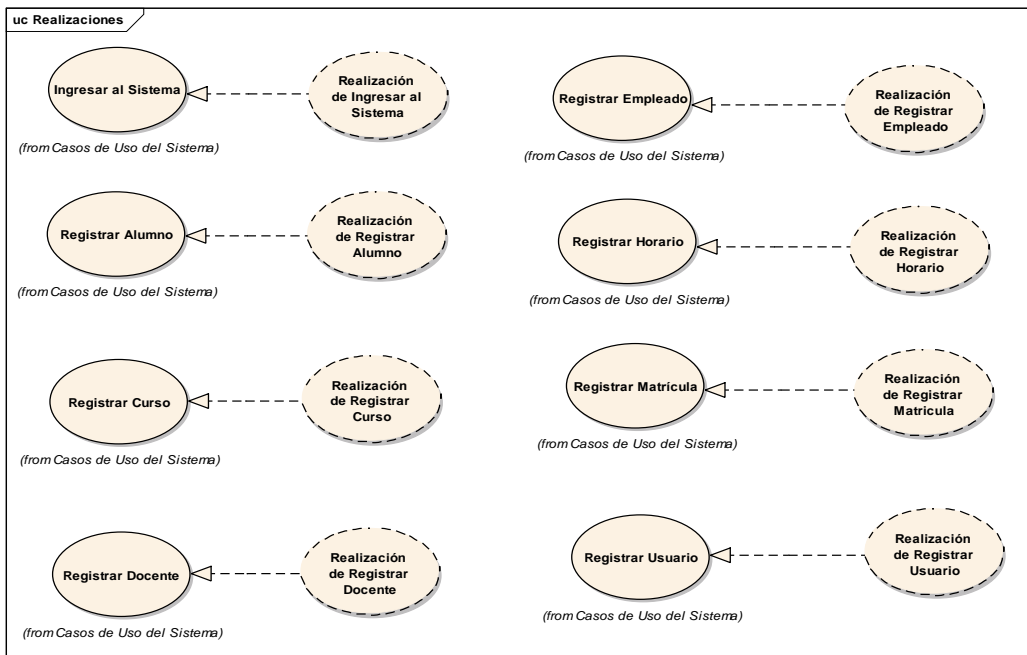 uc Realizaciones
Ingresar al Sistema
(from Casos de Uso del Sistema)
Realización
de Ingresar al
Sistema
Registrar Empleado
(from Casos de Uso del Sistema)
Realización
de Registrar
Empleado
Registrar Alumno
(from Casos de Uso del Sistema)
Realización
de Registrar
Alumno
Registrar Horario
(from Casos de Uso del Sistema)
Realización
de Registrar
Horario
Registrar Curso
(from Casos de Uso del Sistema)
Realización
de Registrar
Curso
Registrar Matrícula
(from Casos de Uso del Sistema)
Realización
de Registrar
Matricula
Registrar Docente
(from Casos de Uso del Sistema)
Realización
de Registrar
Docente
Registrar Usuario
(from Casos de Uso del Sistema)
Realización
de Registrar
Usuario